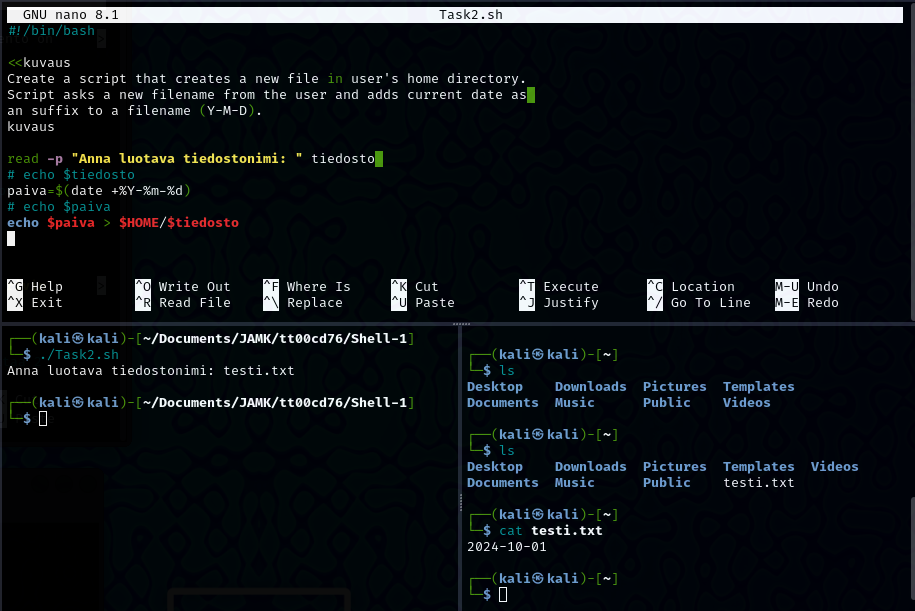 GNU nano 8.1 Task2.sh
#!/bin/bash
<<kuvaus
Create a script that creates a new file in user's home directory.
Script asks a new filename from the user and adds current date as
an suffix to a filename (Y-M-D).
kuvaus
read -p "Anna luotava tiedostonimi: " tiedosto
# echo $tiedosto
paiva=$(date +%Y-%m-%d)
# echo $paiva
echo $paiva > $HOME/$tiedosto
^G Help ^O Write Out ^F Where Is ^K Cut ^T Execute ^C Location M-U Undo
^X Exit ^R Read File ^\ Replace ^U Paste ^J Justify ^/ Go To Line M-E Redo
┌──(kali㉿kali)-[~/Documents/JAMK/tt00cd76/Shell-1]
└─$ ./Task2.sh
Anna luotava tiedostonimi: testi.txt
┌──(kali㉿kali)-[~/Documents/JAMK/tt00cd76/Shell-1]
└─$
┌──(kali㉿kali)-[~]
└─$ ls
Desktop Downloads Pictures Templates
Documents Music Public Videos
┌──(kali㉿kali)-[~]
└─$ ls
Desktop Downloads Pictures Templates Videos
Documents Music Public testi.txt
┌──(kali㉿kali)-[~]
└─$ cat testi.txt
2024-10-01
┌──(kali㉿kali)-[~]
└─$